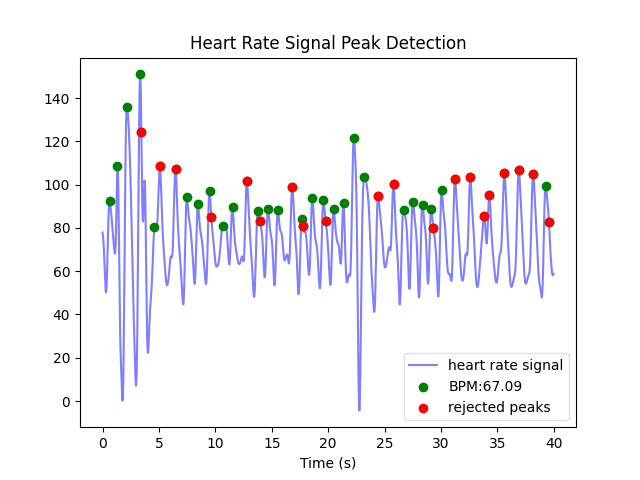 Heart Rate Signal Peak Detection
140
120
100
80
60
40
20
0
0 5 10 15 20 25 30 35 40
Time (s)
heart rate signal
BPM:67.09
rejected peaks